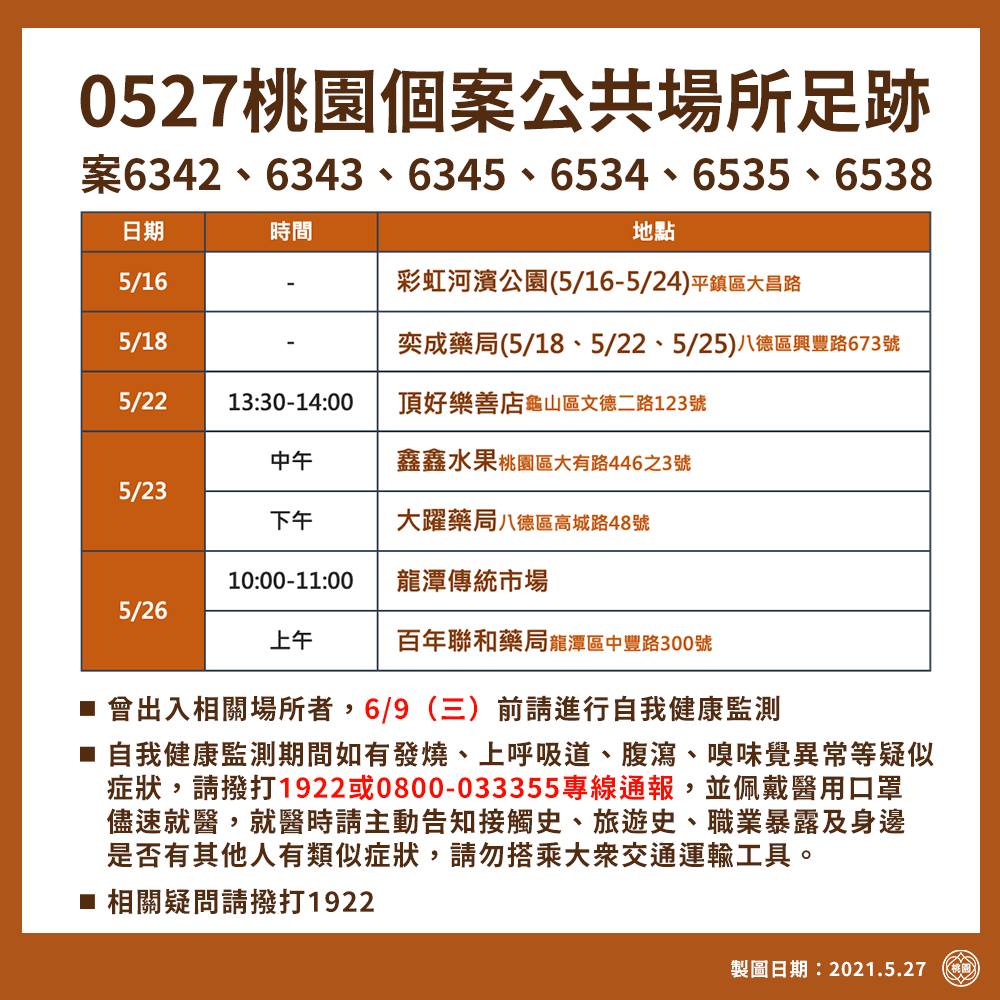 0527桃園個案公共場所足跡
案6342、6343、6345、6534、6535、6538
日期 時間 地點
5/16 - 彩虹河濱公園(5/16-5/24)平鎮區大昌路
5/18 - 奕成藥局(5/18、5/22、5/25)八德區興豐路673號
5/22 13:30-14:00 頂好樂善店龜山區文德二路123號
5/23 中午 鑫鑫水果桃園區大有路446之3號
下午 大躍藥局八德區高城路48號
5/26 10:00-11:00 龍潭傳統市場
上午 百年聯和藥局龍潭區中豐路300號
■ 曾出入相關場所者，6/9（三）前請進行自我健康監測
■ 自我健康監測期間如有發燒、上呼吸道、腹瀉、嗅味覺異常等疑似
症狀，請撥打1922或0800-033355專線通報，並佩戴醫用口罩
儘速就醫，就醫時請主動告知接觸史、旅遊史、職業暴露及身邊
是否有其他人有類似症狀，請勿搭乘大眾交通運輸工具。
■ 相關疑問請撥打1922
製圖日期：2021.5.27 桃園